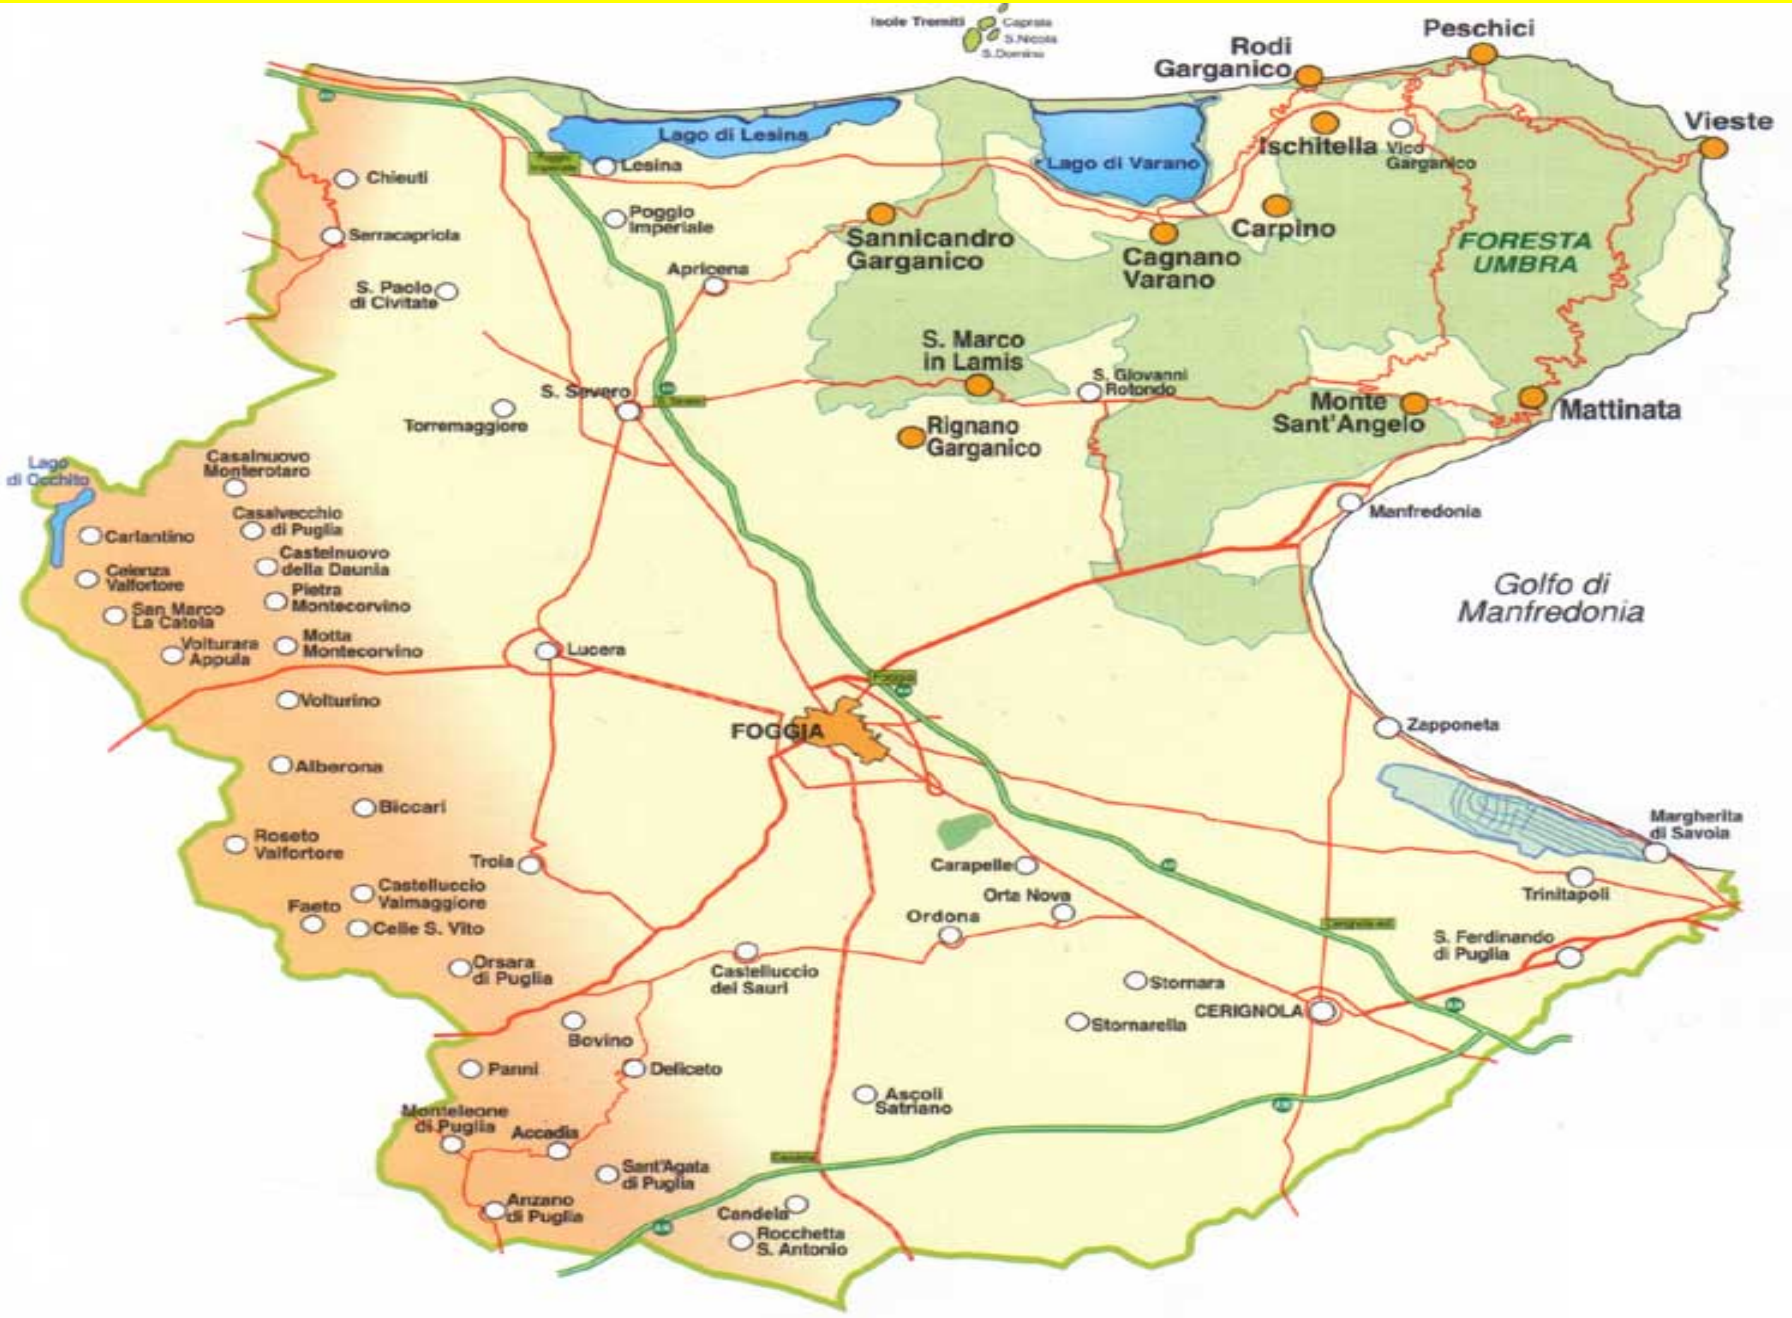 Isole Tremiti
Capraia
S.Nicola
S.Domino
Peschici
Rodi
Garganico
Vieste
Lago di Lesina
Lesina
Lago di Varano
Ischitella
Vico
Garganico
Chieuti
Poggio
Imperiale
Serracapriola
Sannicandro
Garganico
Carpino
Cagnano
Varano
FORESTA
UMBRA
Apricena
S. Paolo
di Civitate
S. Marco
in Lamis
S. Giovanni
Rotondo
S. Severo
Torremaggiore
Monte
Sant'Angelo
Mattinata
Rignano
Garganico
Lago
di Occhito
Casalnuovo
Monterotaro
Casalvecchio
di Puglia
Carlantino
Castelnuovo
della Daunia
Celenza
Valfortore
Pietra
Montecorvino
San Marco
La Catola
Motta
Montecorvino
Volturara
Appula
Lucera
Manfredonia
Golfo di
Manfredonia
Volturino
Foggia
FOGGIA
Zapponeta
Alberona
Biccari
Roseto
Valfortore
Margherita
di Savoia
Troia
Carapelle
Trinitapoli
Castelluccio
Valmaggiore
Faeto
Celle S. Vito
Orta Nova
Ordona
S. Ferdinando
di Puglia
Orsara
di Puglia
Castelluccio
dei Sauri
Stornara
CERIGNOLA
Stornarella
Bovino
Panni
Deliceto
Ascoli
Satriano
Monteleone
di Puglia
Accadia
Sant'Agata
di Puglia
Anzano
di Puglia
Candela
Rocchetta
S. Antonio